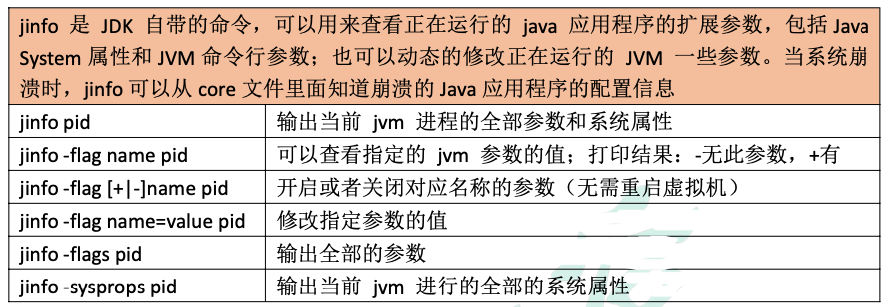 jinfo 是 JDK 自带的命令，可以用来查看正在运行的 java 应用程序的扩展参数，包括Java
System 属性和 JVM 命令行参数；也可以动态的修改正在运行的 JVM 一些参数。当系统崩
溃时，jinfo 可以从 core 文件里面知道崩溃的 Java 应用程序的配置信息
jinfo pid 输出当前 jvm 进程的全部参数和系统属性
jinfo -flag name pid 可以查看指定的 jvm 参数的值；打印结果：-无此参数，+有
jinfo -flag [+|-]name pid 开启或者关闭对应名称的参数（无需重启虚拟机）
jinfo -flag name=value pid 修改指定参数的值
jinfo -flags pid 输出全部的参数
jinfo -sysprops pid 输出当前 jvm 进行的全部的系统属性